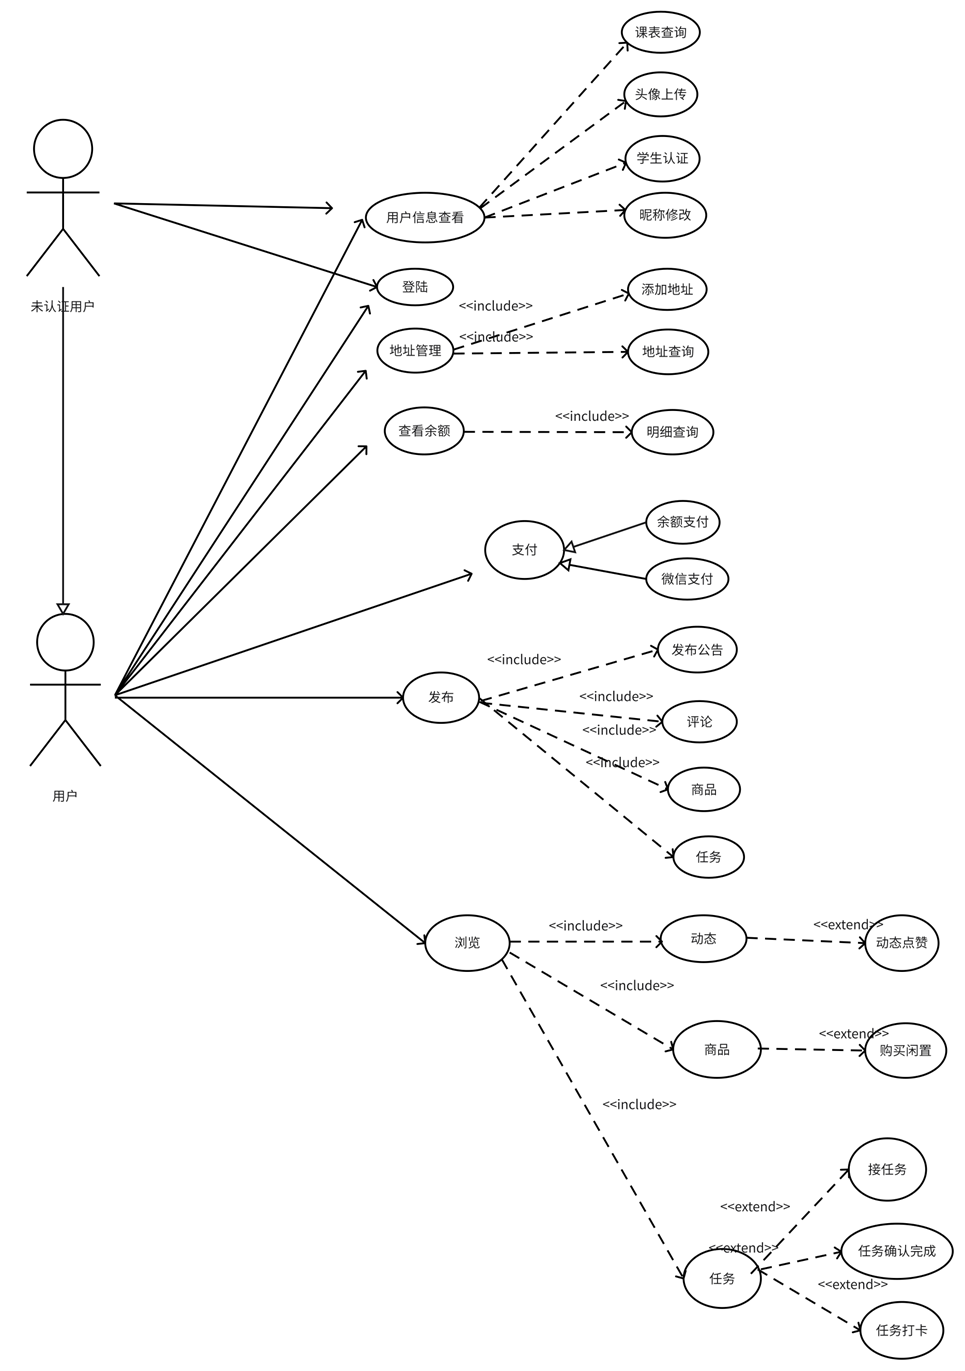 课表查询
头像上传
学生认证
昵称修改
用户信息查看
未认证用户
登陆
<<include>>
添加地址
地址管理
<<include>>
地址查询
查看余额
<<include>>
明细查询
支付
余额支付
微信支付
用户
发布
<<include>>
发布公告
<<include>>
评论
<<include>>
商品
<<include>>
任务
浏览
<<include>>
动态
<<extend>>
动态点赞
<<include>>
商品
<<extend>>
购买闲置
<<include>>
任务
<<extend>>
接任务
<<extend>>
任务确认完成
<<extend>>
任务打卡